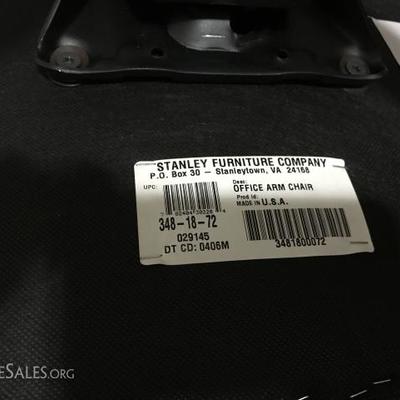 STANLEY FURNITURE COMPANY
P.O. Box 30 – Stanleytown, VA 24168
UPC:
Desc:
OFFICE ARM CHAIR
Prod Id:
MADE IN U.S.A.
348-18-72
029145
DT CD: 0406M
3481800072
ESALES.ORG